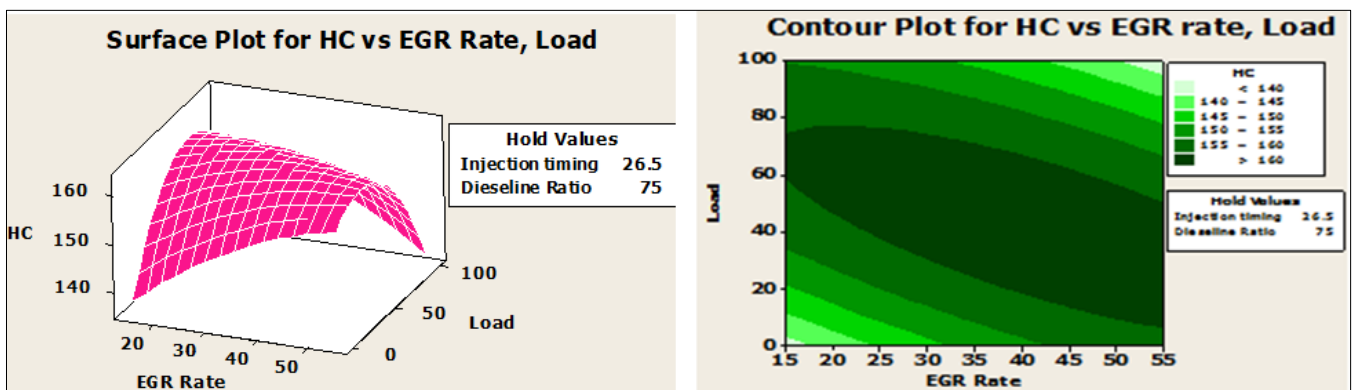 Surface Plot for HC vs EGR Rate, Load
Hold Values
Injection timing 26.5
Dieseline Ratio 75
160
150
140
HC
100
50
0
Load
20
30
40
50
EGR Rate
Contour Plot for HC vs EGR rate, Load
100
80
60
40
20
0
Load
15 20 25 30 35 40 45 50 55
EGR Rate
HC
< 140
140 – 145
145 – 150
150 – 155
155 – 160
> 160
Hold Values
Injection timing 26.5
Dieseline Ratio 75